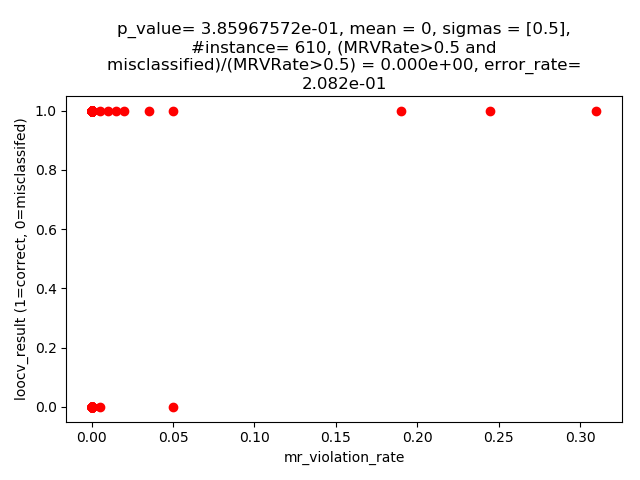 p_value= 3.85967572e-01, mean = 0, sigmas = [0.5],
#instance= 610, (MRVRate>0.5 and
misclassified)/(MRVRate>0.5) = 0.000e+00, error_rate=
2.082e-01
1.0
0.8
0.6
0.4
0.2
0.0
loocv_result (1=correct, 0=misclassifed)
0.00 0.05 0.10 0.15 0.20 0.25 0.30
mr_violation_rate